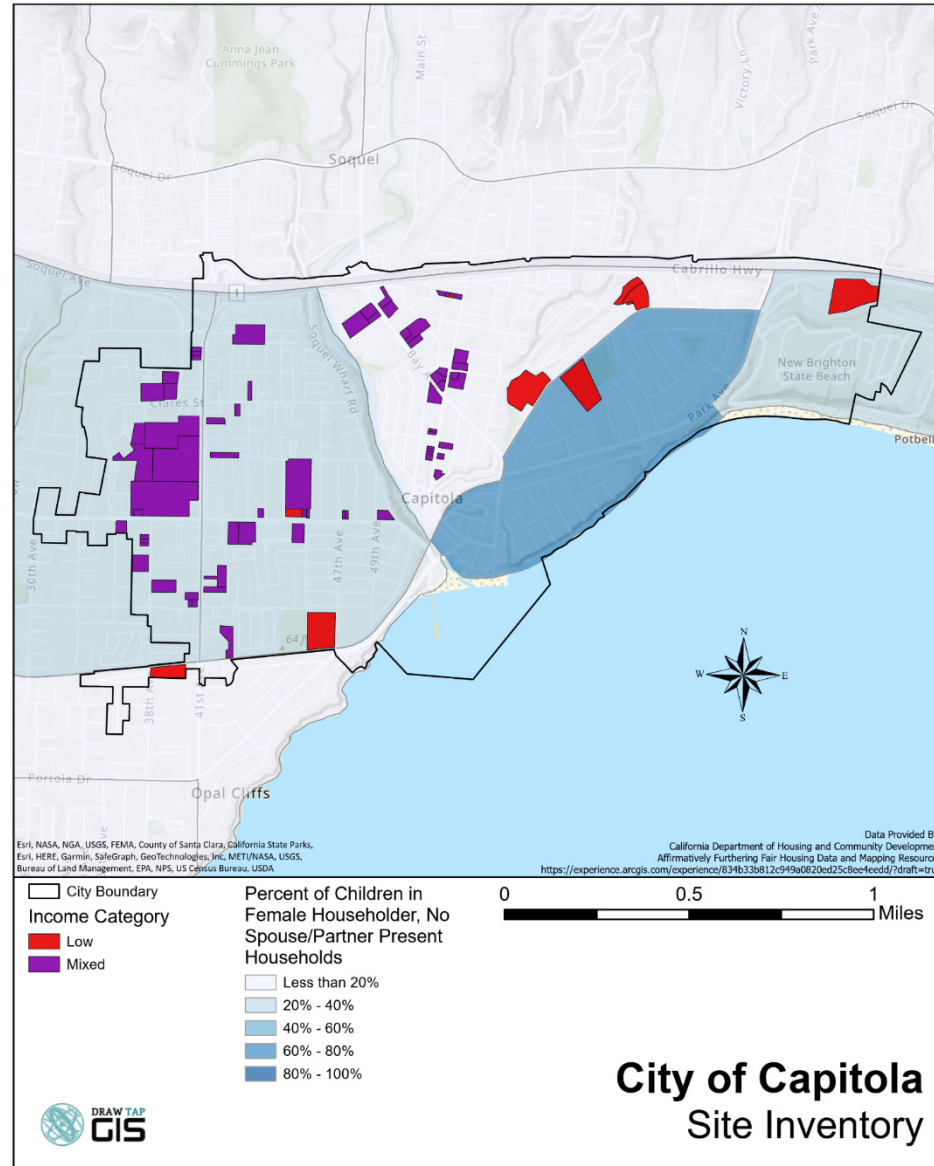 Anna Jean
Cummings Park
Main St
Victory Ln
Park Ave
Soquel Dr
Soquel
Soquel Dr
Soquel Ave
1
Cabrillo Hwy
Soquel Wharf Rd
Bay A
New Brighton
State Beach
Park Ave
Clares St
Potbell
Capitola
30th Ave
47th Ave
49th Ave
64 f
38th A
41st
Portola Dr
Opal Cliffs
N
W
E
S
Esri, NASA, NGA, USGS, FEMA, County of Santa Clara, California State Parks,
Esri, HERE, Garmin, SafeGraph, GeoTechnologies, Inc, METI/NASA, USGS,
Bureau of Land Management, EPA, NPS, US Census Bureau, USDA
Data Provided B
California Department of Housing and Community Developme
Affirmatively Furthering Fair Housing Data and Mapping Resourc
https://experience.arcgis.com/experience/834b33b812c949a0820ed25c8ee4eedd/?draft=tru
City Boundary
Income Category
Low
Mixed
Percent of Children in
Female Householder, No
Spouse/Partner Present
Households
Less than 20%
20% - 40%
40% - 60%
60% - 80%
80% - 100%
0 0.5 1
Miles
City of Capitola
Site Inventory
DRAW TAP
GIS